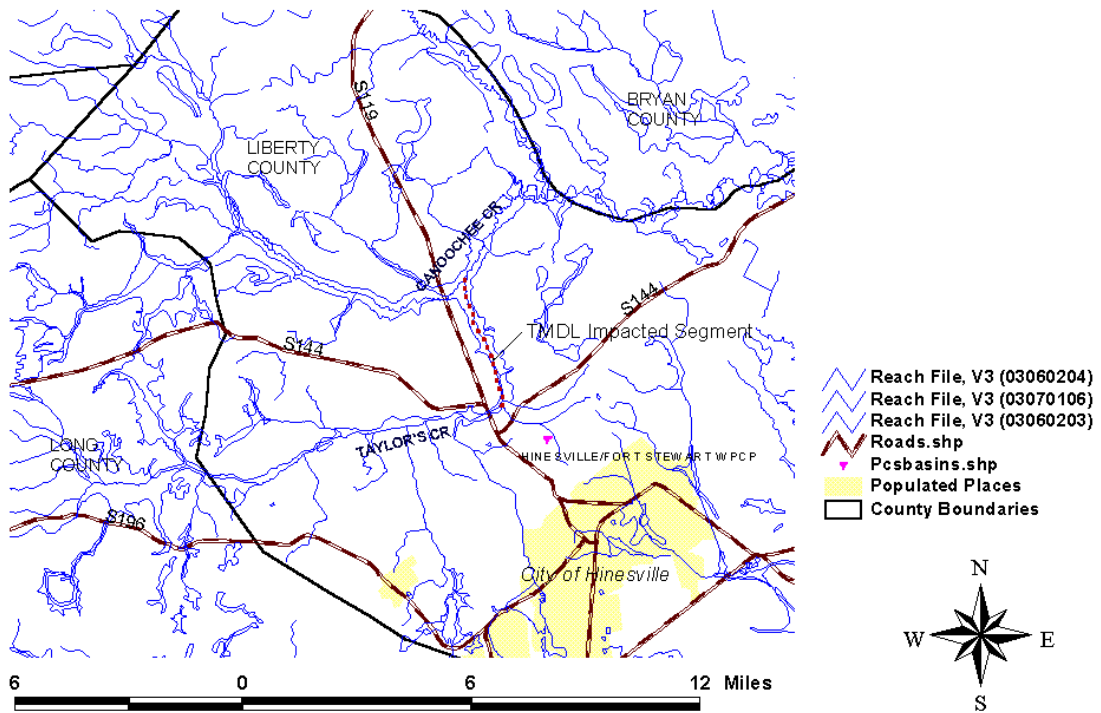 S119
BRYAN
COUNTY
LIBERTY
COUNTY
CANOOCHEE CR
S144
TMDL Impacted Segment
S144
TAYLOR'S CR
LONG
COUNTY
HINESVILLE/FORT STEWART WPCP
S196
City of Hinesville
Reach File, V3 (03060204)
Reach File, V3 (03070106)
Reach File, V3 (03060203)
Roads.shp
Pcsbasins.shp
Populated Places
County Boundaries
N
W E
S
6 0 6 12 Miles